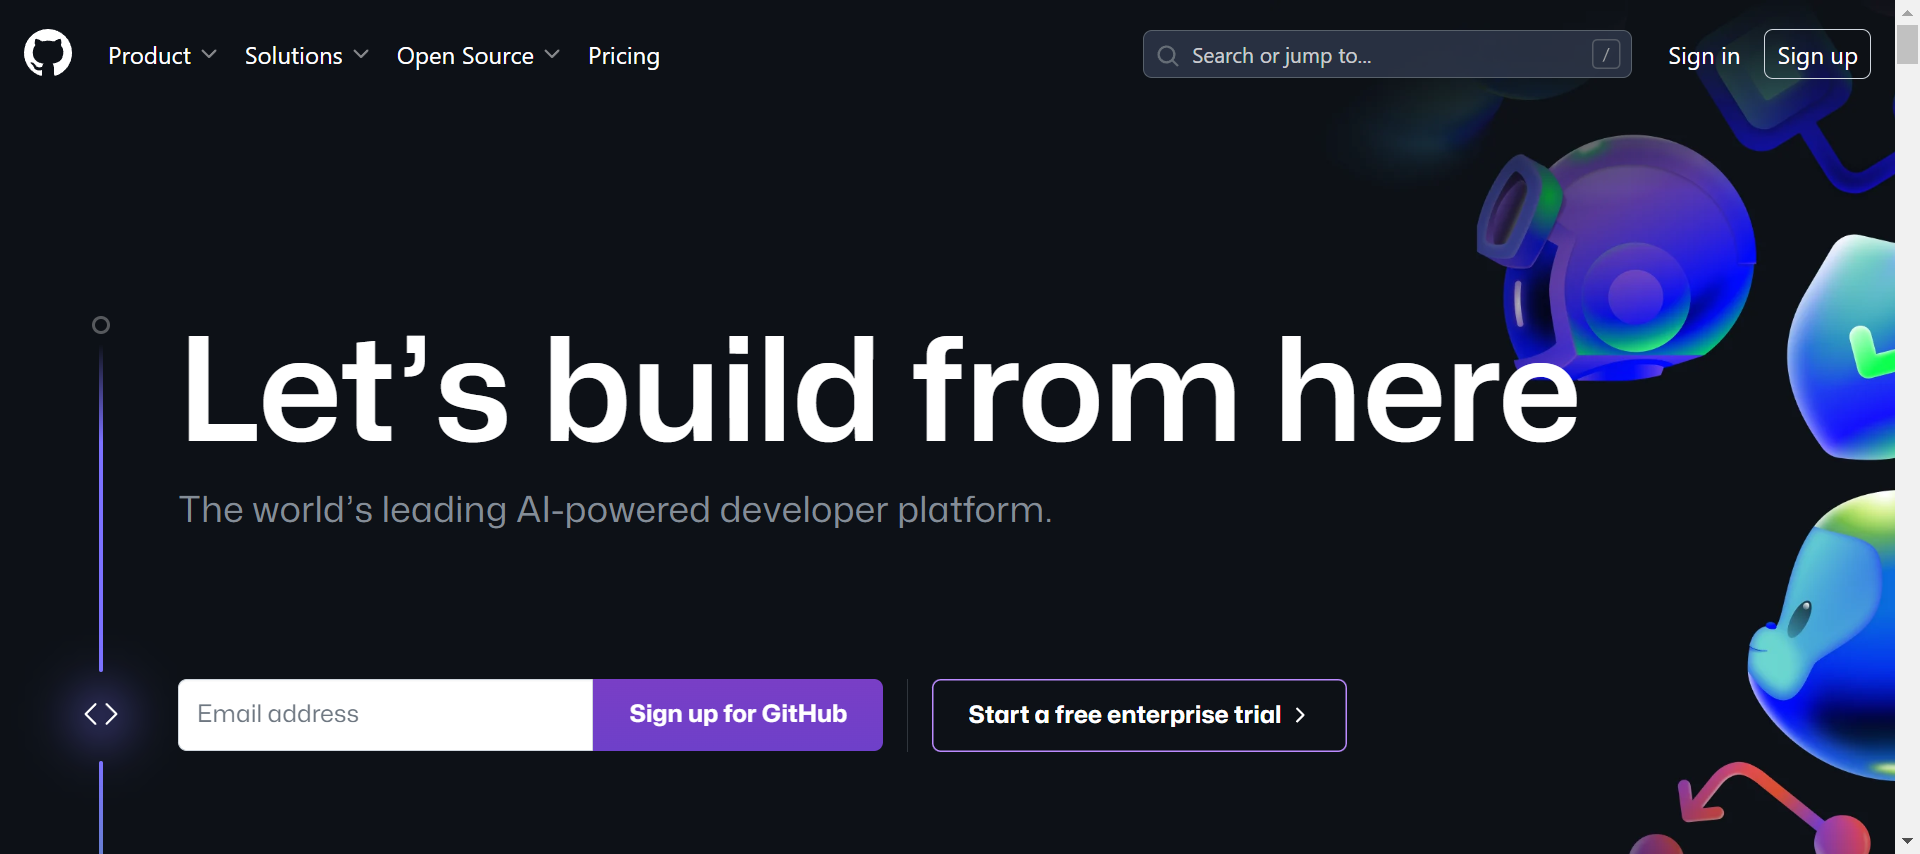 Product Solutions Open Source Pricing Search or jump to... / Sign in Sign up
Let’s build from here
The world’s leading AI-powered developer platform.
Email address Sign up for GitHub Start a free enterprise trial